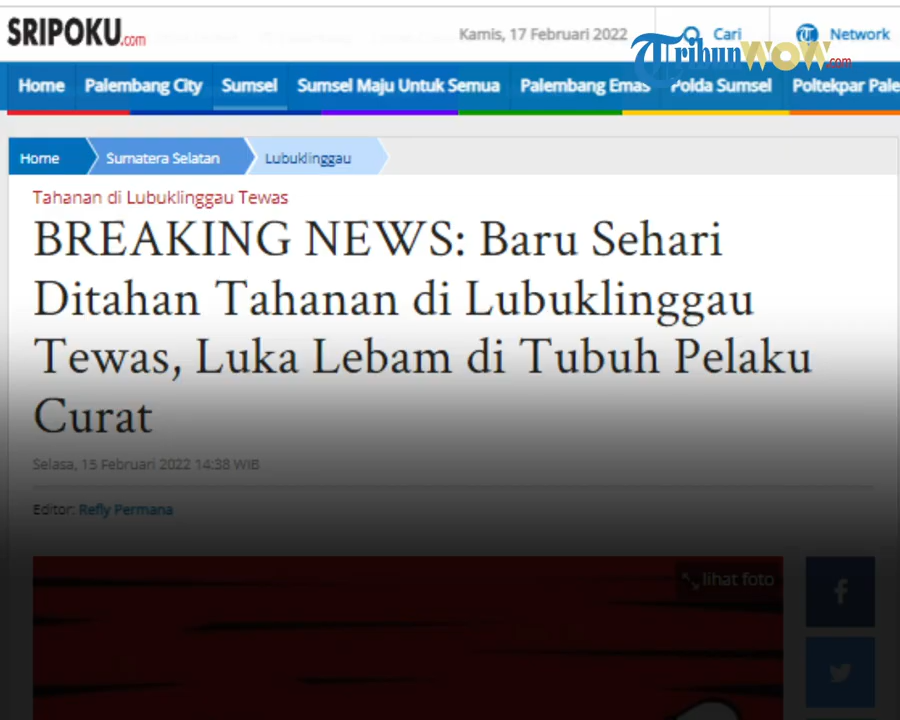 SRIPOKU.com
Kamis, 17 Februari 2022
Cari
Network
TribunWOW.com
Home Palembang City Sumsel Sumsel Maju Untuk Semua Palembang Emas Polda Sumsel Poltekpar Pale
Home Sumatera Selatan Lubuklinggau
Tahanan di Lubuklinggau Tewas
BREAKING NEWS: Baru Sehari
Ditahan Tahanan di Lubuklinggau
Tewas, Luka Lebam di Tubuh Pelaku
Curat
Selasa, 15 Februari 2022 14:38 WIB
Editor: Refly Permana
lihat foto